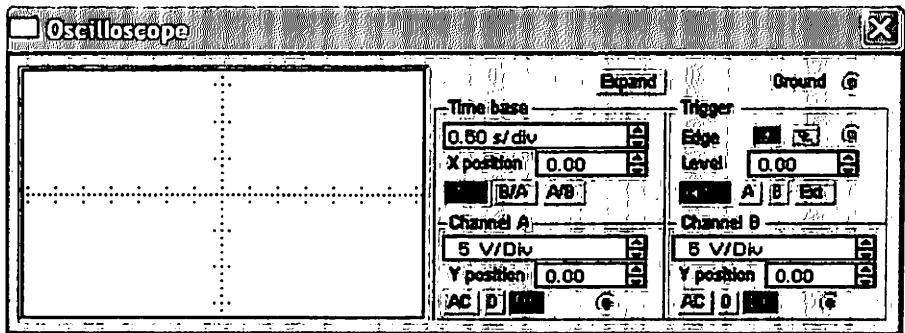 Oscilloscope
Expand Ground
Time base Trigger
0.50 s/div Edge
X position 0.00 Level 0.00
B/A A/B A B Ext
Channel A Channel B
5 V/Div 5 V/Div
Y position 0.00 Y position 0.00
AC 0 AC 0